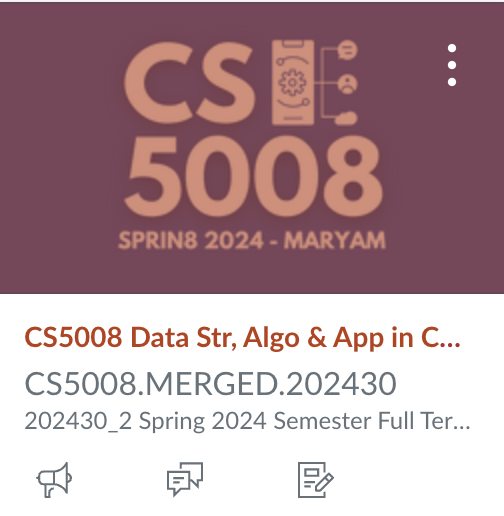 CS
5008
SPRIN8 2024 - MARYAM
CS5008 Data Str, Algo & App in C...
CS5008.MERGED.202430
202430_2 Spring 2024 Semester Full Ter...